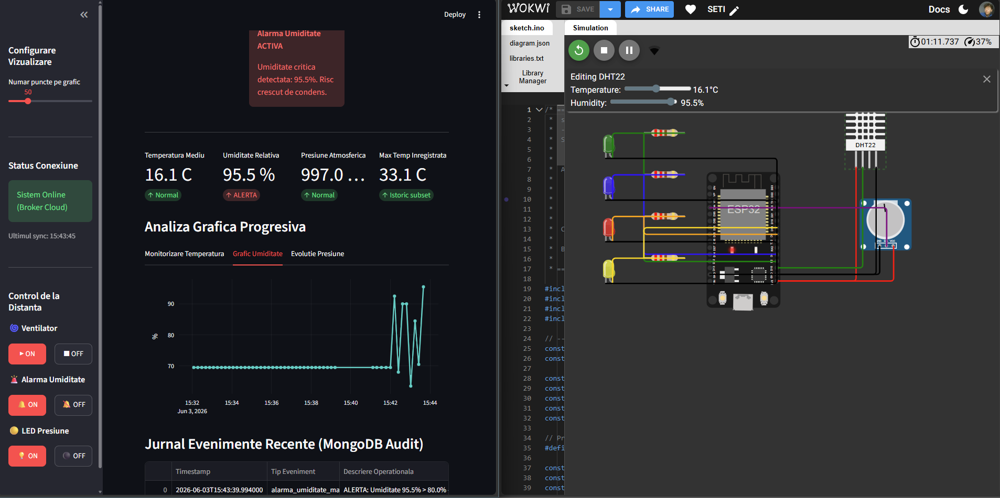 Configurare
Vizualizare
Numar puncte pe grafic
50
Status Conexiune
Sistem Online
(Broker Cloud)
Ultimul sync: 15:43:45
Control de la
Distanta
Ventilator
ON
OFF
Alarma Umiditate
ON
OFF
LED Presiune
ON
OFF
Deploy
Alarma Umiditate
ACTIVA
Umiditate critica
detectata: 95.5%. Risc
crescut de condens.
Temperatura Mediu
16.1 C
↑ Normal
Umiditate Relativa
95.5 %
↑ ALERTA
Presiune Atmosferica
997.0 ...
↑ Normal
Max Temp Inregistrata
33.1 C
↑ Istoric subset
Analiza Grafica Progresiva
Monitorizare Temperatura
Grafic Umiditate
Evolutie Presiune
%
90
80
70
15:32
Jun 3, 2026
15:34
15:36
15:38
15:40
15:42
15:44
Jurnal Evenimente Recente (MongoDB Audit)
Timestamp
Tip Eveniment
Descriere Operationala
0
2026-06-03T15:43:39.994000
alarma_umiditate_ma
ALERTA: Umiditate 95.5% > 80.0%
WOKWI
SAVE
SHARE
SETI
Docs
sketch.ino
diagram.json
libraries.txt
Library
Manager
Simulation
01:11.737
37%
Editing DHT22
Temperature: 16.1°C
Humidity: 95.5%
1 /* ==
2 * s
3 * -
4 * S
5 *
6 *
7 * A
8 *
9 *
10 *
11 *
12 *
13 * C
14 *
15 * B
16 *
17 * ==
18
19 #incl
20 #incl
21 #incl
22 #incl
23
24 // --
25 const
26 const
27
28 const
29 const
30 const
31 const
32 const
33
34 // Pr
35 #defi
36
37 const
38 const
39 const
DHT22
ESP32
GND
VCC